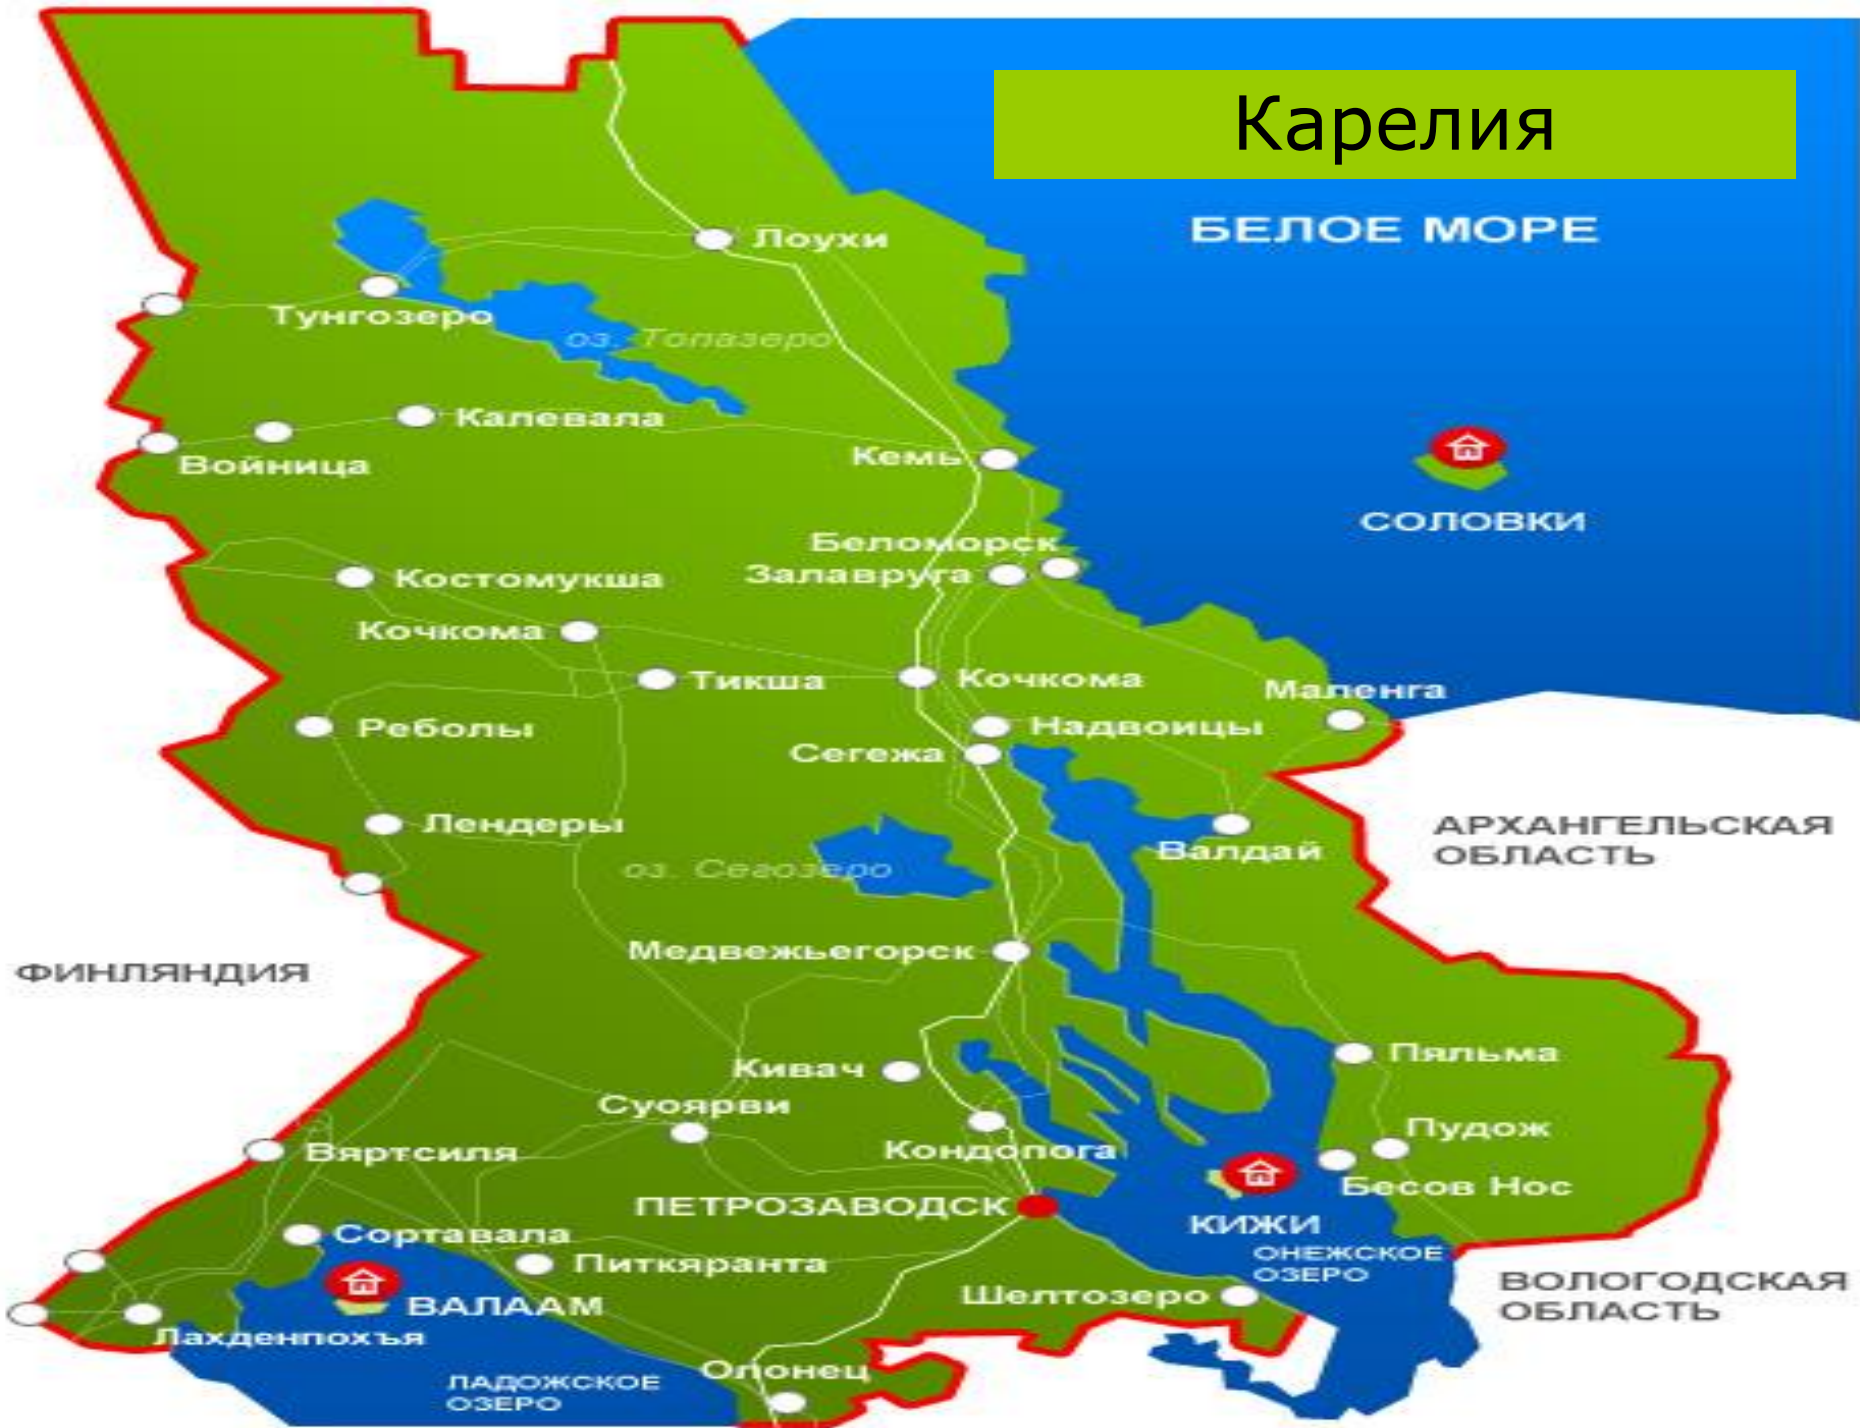 Карелия
БЕЛОЕ МОРЕ
Лоухи
Тунгозеро
оз. Топазеро
Калевала
Войница
Кемь
СОЛОВКИ
Беломорск
Залавруга
Костомукша
Кочкома
Тикша
Кочкома
Маленга
Реболы
Надвоицы
Сегежа
Лендеры
Валдай
АРХАНГЕЛЬСКАЯ
ОБЛАСТЬ
оз. Сегозеро
Медвежьегорск
ФИНЛЯНДИЯ
Пяльма
Кивач
Суоярви
Пудож
Вяртсиля
Кондопога
Бесов Нос
ПЕТРОЗАВОДСК
КИЖИ
Сортавала
ОНЕЖСКОЕ
ОЗЕРО
Питкяранта
ВОЛОГОДСКАЯ
ОБЛАСТЬ
Шелтозеро
ВАЛААМ
Лахденпохъя
Олонец
ЛАДОЖСКОЕ
ОЗЕРО